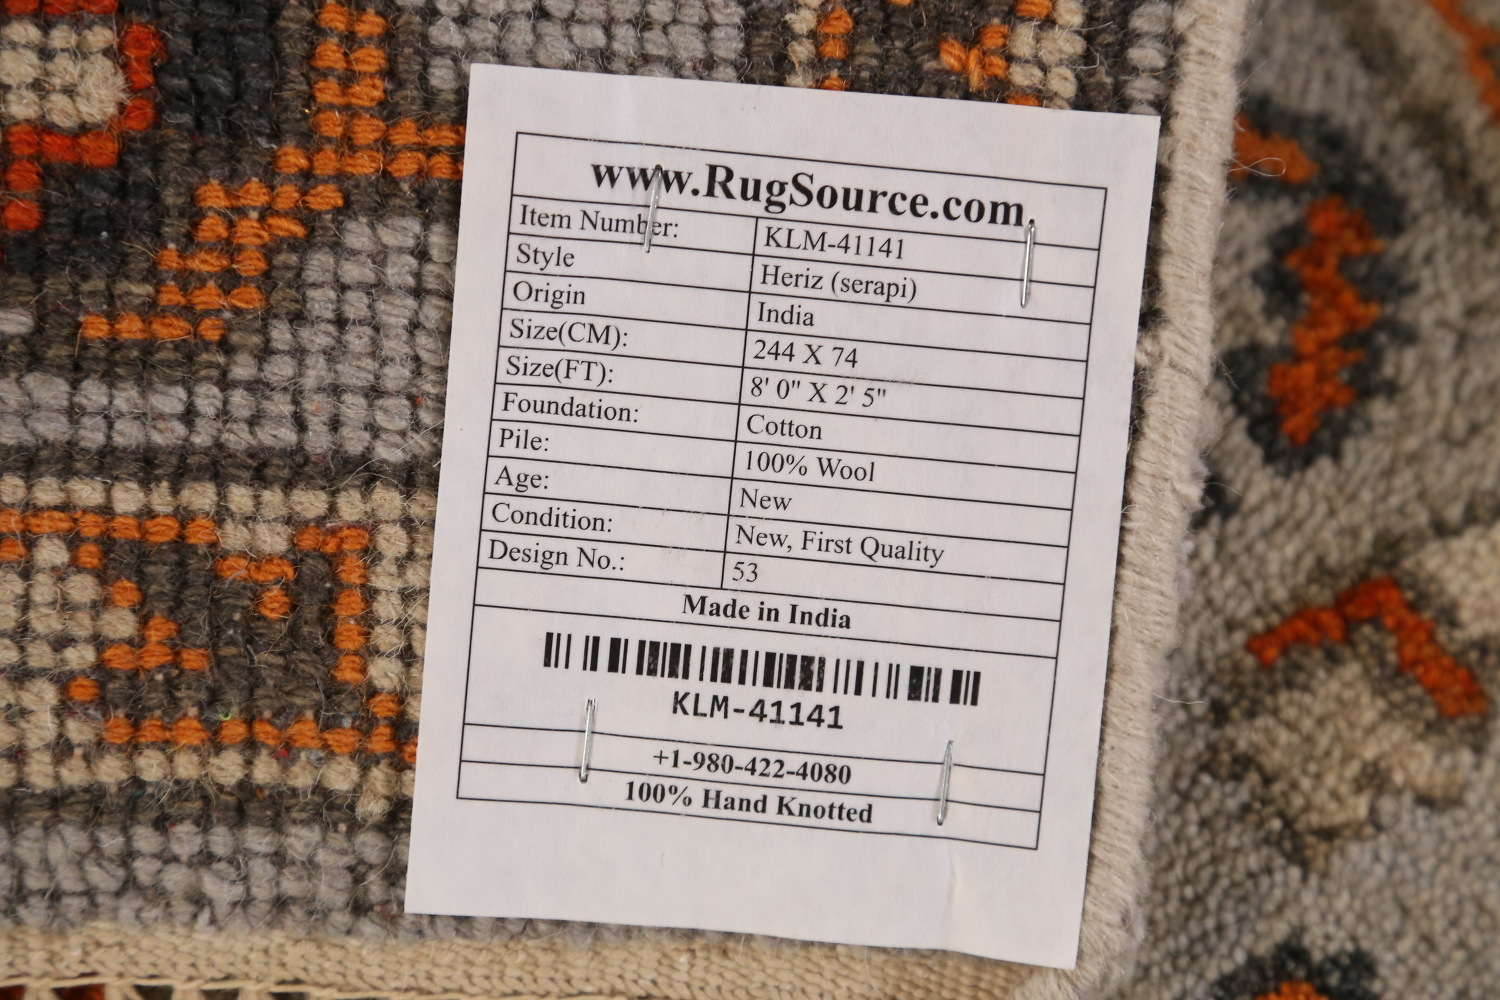 www.RugSource.com
Item Number: KLM-41141
Style Heriz (serapi)
Origin India
Size(CM): 244 X 74
Size(FT): 8' 0" X 2' 5"
Foundation: Cotton
Pile: 100% Wool
Age: New
Condition: New, First Quality
Design No.: 53
Made in India
KLM-41141
+1-980-422-4080
100% Hand Knotted